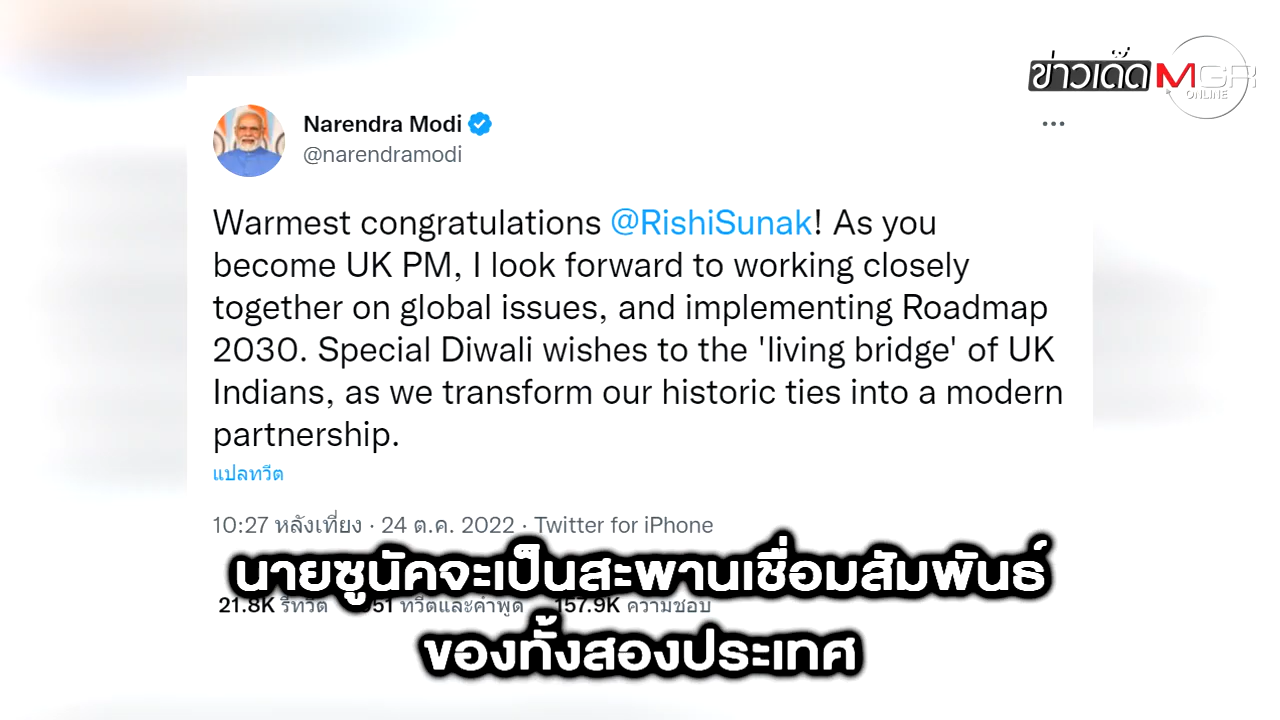 ข่าวเด็ด MGR ONLINE
Narendra Modi
@narendramodi
Warmest congratulations @RishiSunak! As you
become UK PM, I look forward to working closely
together on global issues, and implementing Roadmap
2030. Special Diwali wishes to the 'living bridge' of UK
Indians, as we transform our historic ties into a modern
partnership.
แปลทวีต
10:27 หลังเที่ยง · 24 ต.ค. 2022 · Twitter for iPhone
นายซูนัคจะเป็นสะพานเชื่อมสัมพันธ์
21.8K รีทวีต ทวีตและคำพูด 157.9K ความชอบ
ของทั้งสองประเทศ